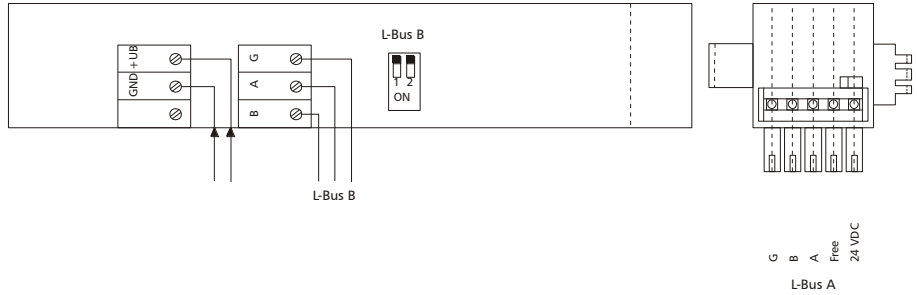 L-Bus B
GND +UB
G
A
B
1 2
ON
L-Bus B
G
B
A
Free
24 VDC
L-Bus A